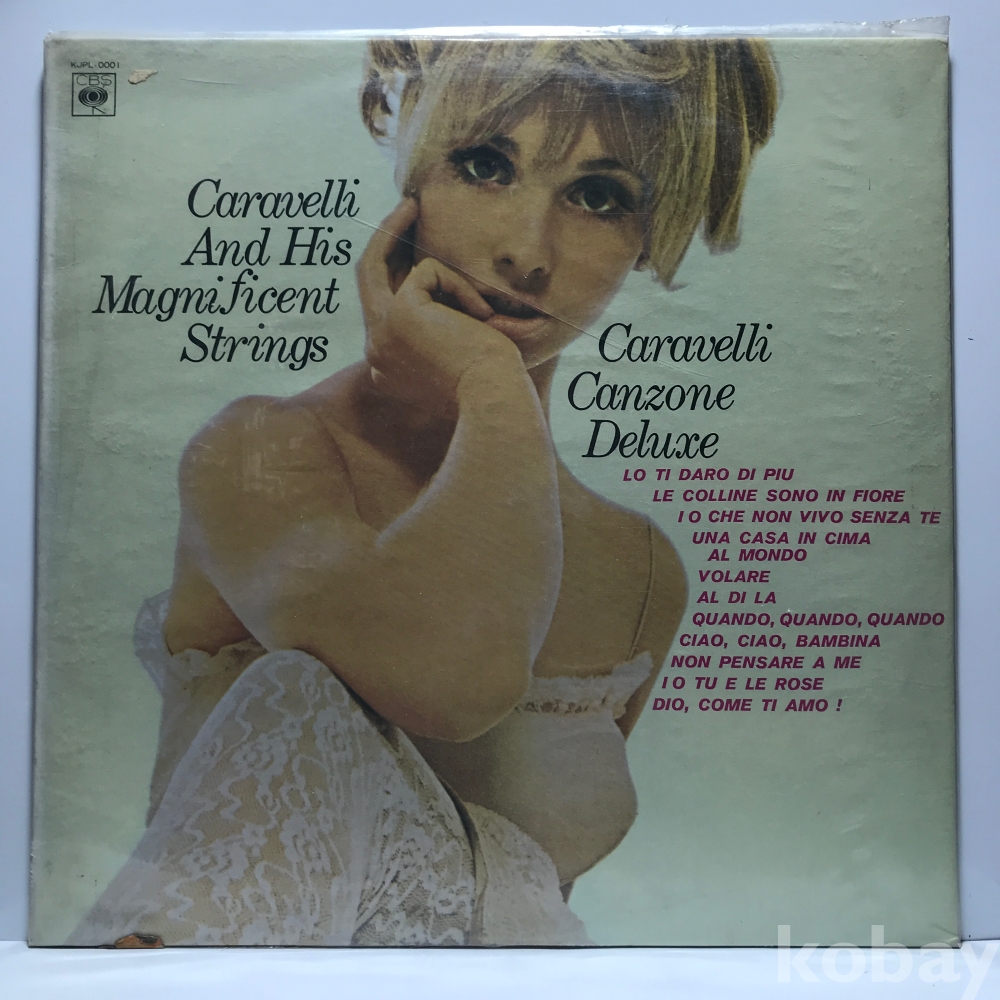 KJPL-0001
CBS
Caravelli
And His
Magnificent
Strings
Caravelli
Canzone
Deluxe
LO TI DARO DI PIU
LE COLLINE SONO IN FIORE
IO CHE NON VIVO SENZA TE
UNA CASA IN CIMA
AL MONDO
VOLARE
AL DI LA
QUANDO, QUANDO, QUANDO
CIAO, CIAO, BAMBINA
NON PENSARE A ME
IO TU E LE ROSE
DIO, COME TI AMO !
kobay